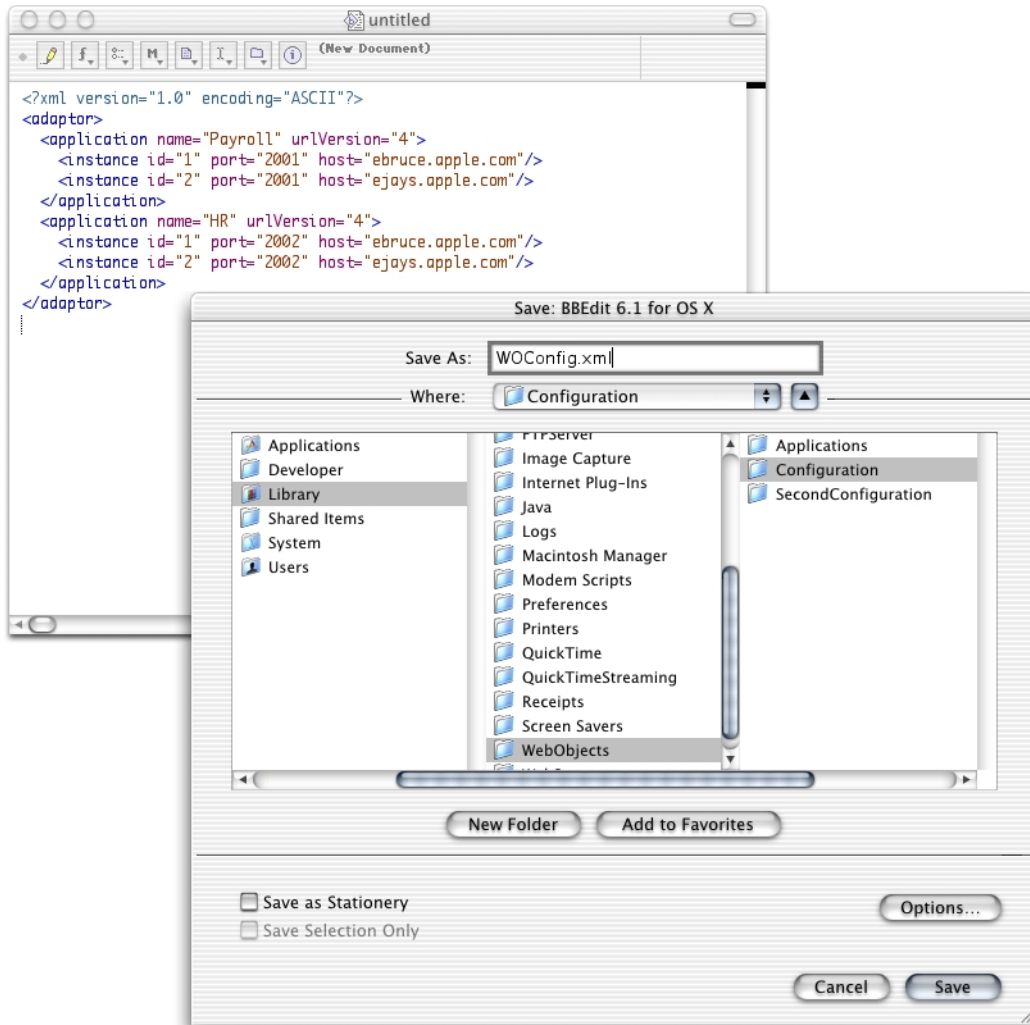 untitled
(New Document)
<?xml version="1.0" encoding="ASCII"?>
<adaptor>
<application name="Payroll" urlVersion="4">
<instance id="1" port="2001" host="ebruce.apple.com"/>
<instance id="2" port="2001" host="ejays.apple.com"/>
</application>
<application name="HR" urlVersion="4">
<instance id="1" port="2002" host="ebruce.apple.com"/>
<instance id="2" port="2002" host="ejays.apple.com"/>
</application>
</adaptor>
Save: BBEdit 6.1 for OS X
Save As: WOConfig.xml
Where: Configuration
Applications
Developer
Library
Shared Items
System
Users
FTPServer
Image Capture
Internet Plug-Ins
Java
Logs
Macintosh Manager
Modem Scripts
Preferences
Printers
QuickTime
QuickTimeStreaming
Receipts
Screen Savers
WebObjects
Applications
Configuration
SecondConfiguration
New Folder
Add to Favorites
Save as Stationery
Save Selection Only
Options...
Cancel
Save